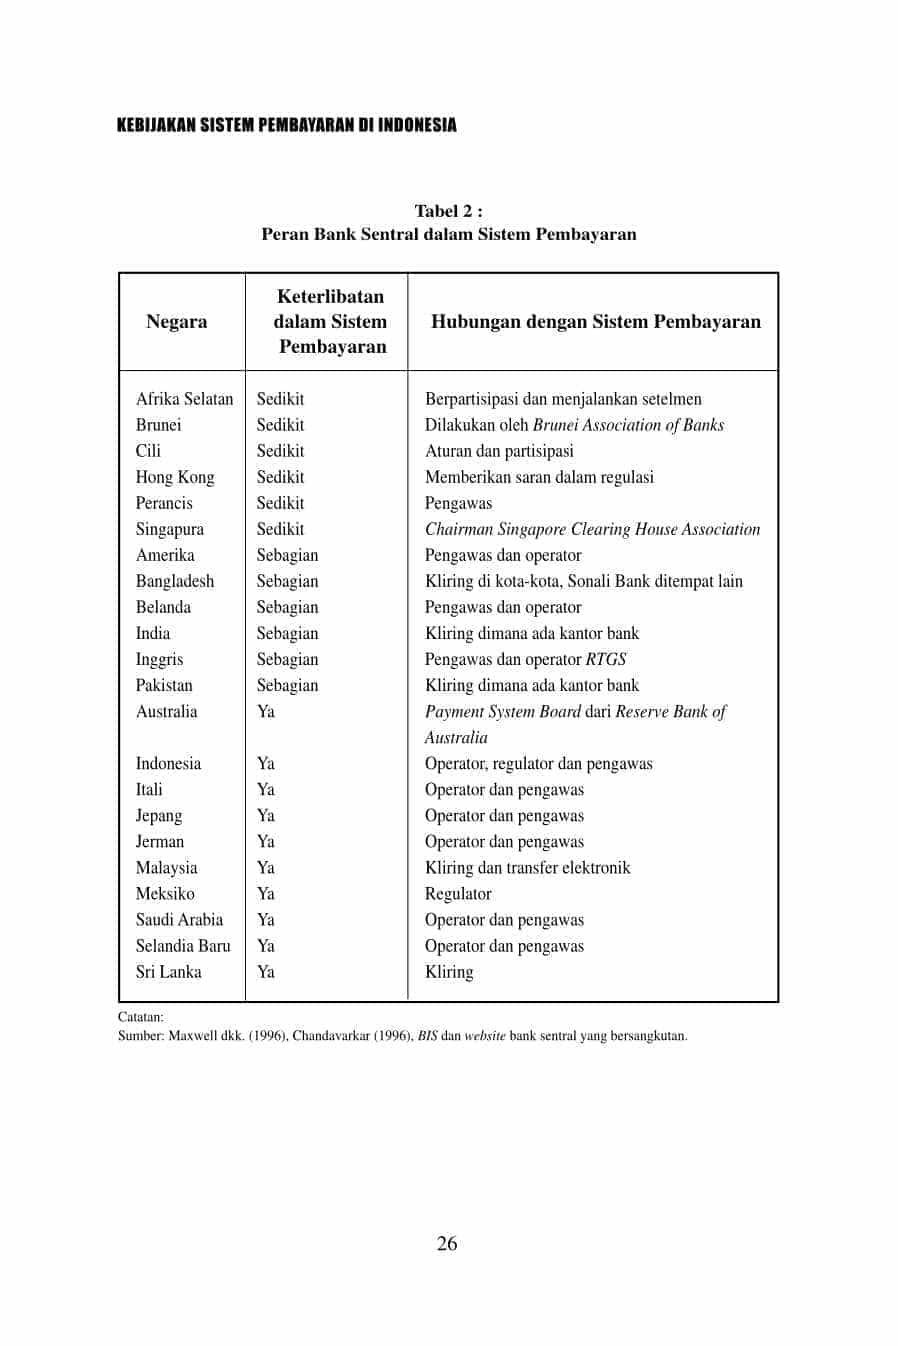 KEBIJAKAN SISTEM PEMBAYARAN DI INDONESIA
Tabel 2 :
Peran Bank Sentral dalam Sistem Pembayaran
Negara Keterlibatan dalam Sistem Pembayaran Hubungan dengan Sistem Pembayaran
Afrika Selatan Sedikit Berpartisipasi dan menjalankan setelmen
Brunei Sedikit Dilakukan oleh Brunei Association of Banks
Cili Sedikit Aturan dan partisipasi
Hong Kong Sedikit Memberikan saran dalam regulasi
Perancis Sedikit Pengawas
Singapura Sedikit Chairman Singapore Clearing House Association
Amerika Sebagian Pengawas dan operator
Bangladesh Sebagian Kliring di kota-kota, Sonali Bank ditempat lain
Belanda Sebagian Pengawas dan operator
India Sebagian Kliring dimana ada kantor bank
Inggris Sebagian Pengawas dan operator RTGS
Pakistan Sebagian Kliring dimana ada kantor bank
Australia Ya Payment System Board dari Reserve Bank of
Australia
Indonesia Ya Operator, regulator dan pengawas
Itali Ya Operator dan pengawas
Jepang Ya Operator dan pengawas
Jerman Ya Operator dan pengawas
Malaysia Ya Kliring dan transfer elektronik
Meksiko Ya Regulator
Saudi Arabia Ya Operator dan pengawas
Selandia Baru Ya Operator dan pengawas
Sri Lanka Ya Kliring
Catatan:
Sumber: Maxwell dkk. (1996), Chandavarkar (1996), BIS dan website bank sentral yang bersangkutan.
26